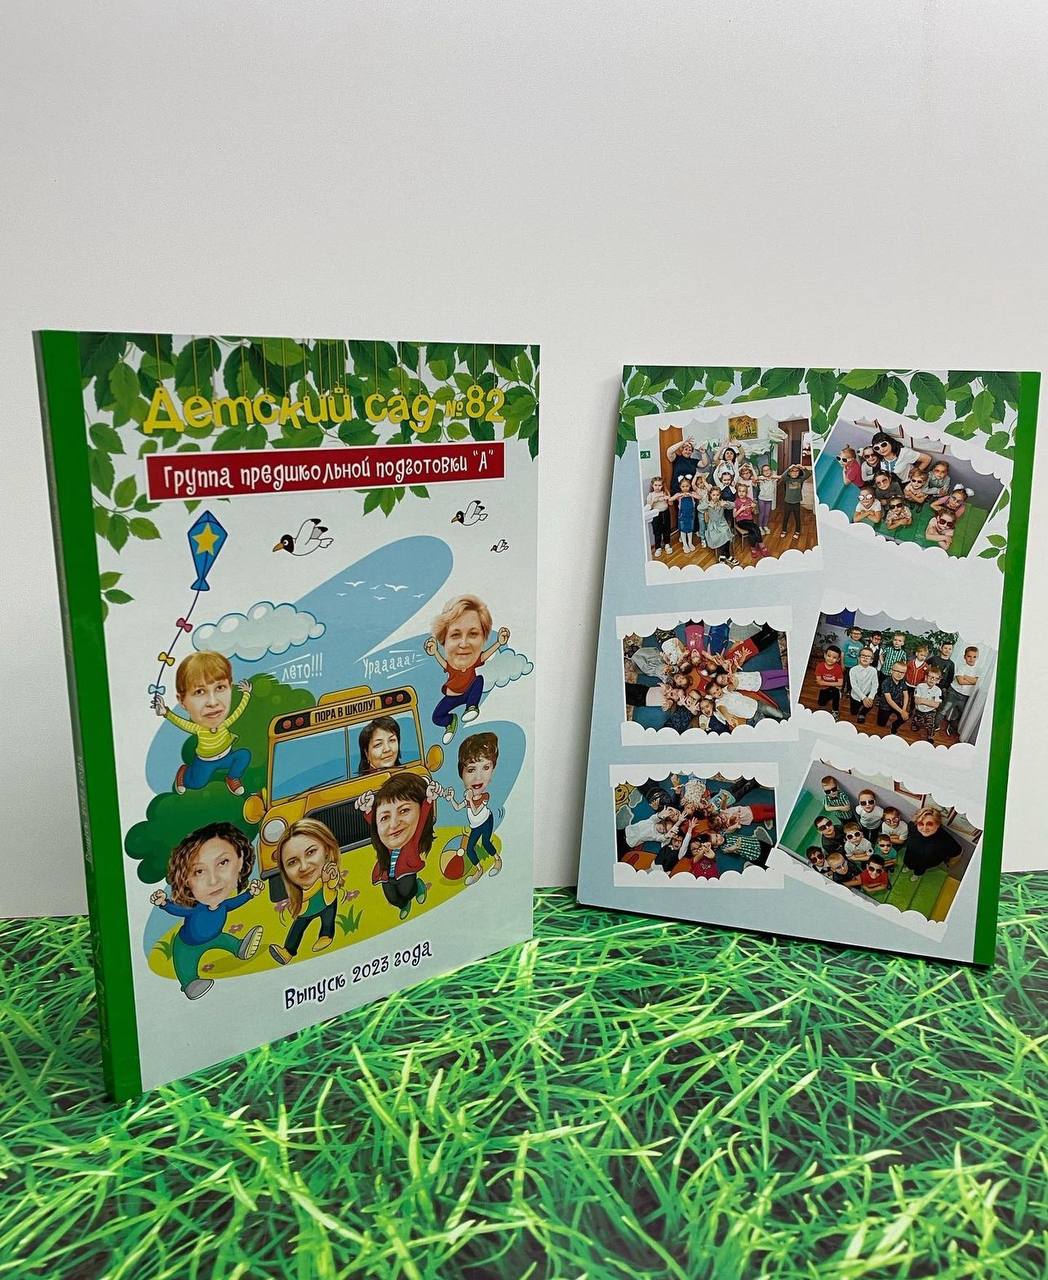 Детский сад №82
Группа предшкольной подготовки "А"
лето!!!
Ураааа!
ПОРА В ШКОЛУ!
Выпуск 2023 года